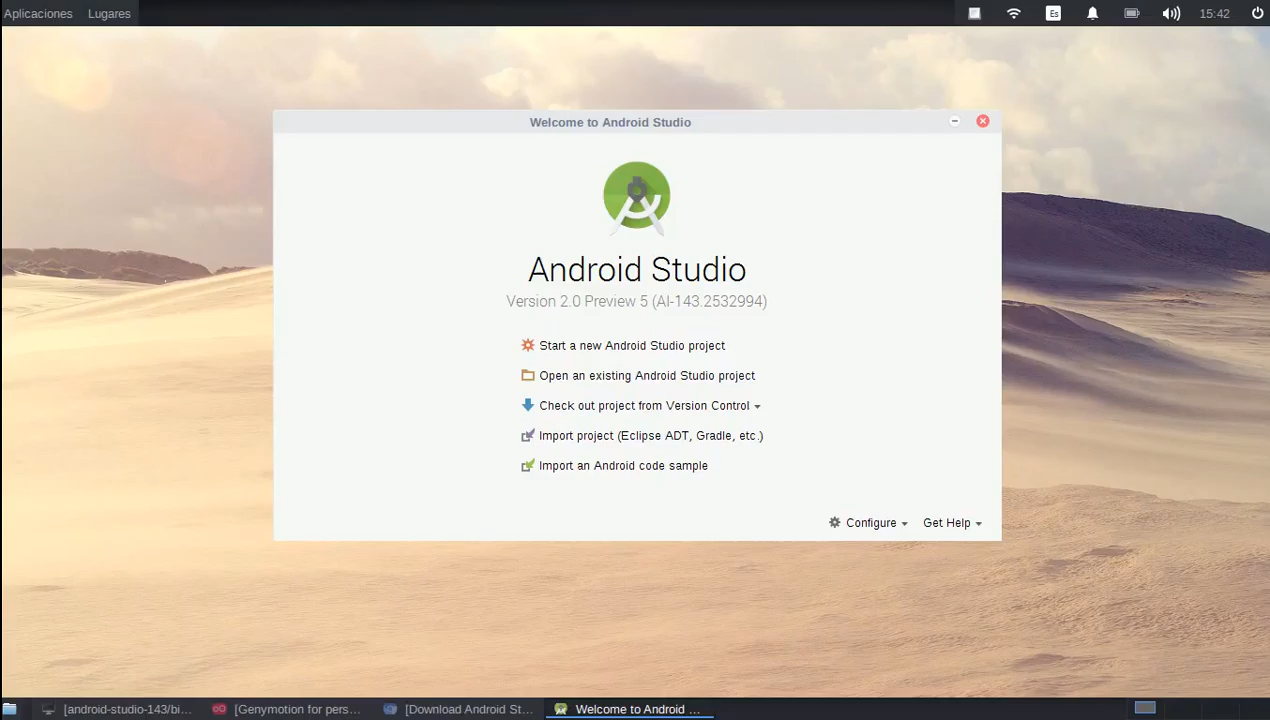 Aplicaciones Lugares Es 15:42
Welcome to Android Studio
Android Studio
Version 2.0 Preview 5 (AI-143.2532994)
Start a new Android Studio project
Open an existing Android Studio project
Check out project from Version Control
Import project (Eclipse ADT, Gradle, etc.)
Import an Android code sample
Configure Get Help
[android-studio-143/bi... [Genymotion for pers... [Download Android St... Welcome to Android ...